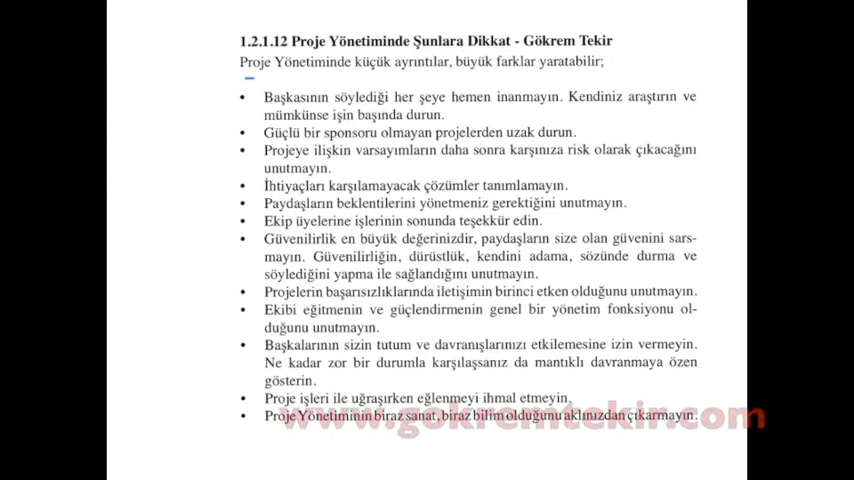 1.2.1.12 Proje Yönetiminde Şunlara Dikkat - Gökrem Tekir
Proje Yönetiminde küçük ayrıntılar, büyük farklar yaratabilir;
• Başkasının söylediği her şeye hemen inanmayın. Kendiniz araştırın ve
mümkünse işin başında durun.
• Güçlü bir sponsoru olmayan projelerden uzak durun.
• Projeye ilişkin varsayımların daha sonra karşınıza risk olarak çıkacağını
unutmayın.
• İhtiyaçları karşılamayacak çözümler tanımlamayın.
• Paydaşların beklentilerini yönetmeniz gerektiğini unutmayın.
• Ekip üyelerine işlerinin sonunda teşekkür edin.
• Güvenilirlik en büyük değerinizdir, paydaşların size olan güvenini sars-
mayın. Güvenilirliğin, dürüstlük, kendini adama, sözünde durma ve
söylediğini yapma ile sağlandığını unutmayın.
• Projelerin başarısızlıklarında iletişimin birinci etken olduğunu unutmayın.
• Ekibi eğitmenin ve güçlendirmenin genel bir yönetim fonksiyonu ol-
duğunu unutmayın.
• Başkalarının sizin tutum ve davranışlarınızı etkilemesine izin vermeyin.
Ne kadar zor bir durumla karşılaşsanız da mantıklı davranmaya özen
gösterin.
• Proje işleri ile uğraşırken eğlenmeyi ihmal etmeyin.
• Proje Yönetiminin biraz sanat, biraz bilim olduğunu aklınızdan çıkarmayın.
www.gokremtekir.com